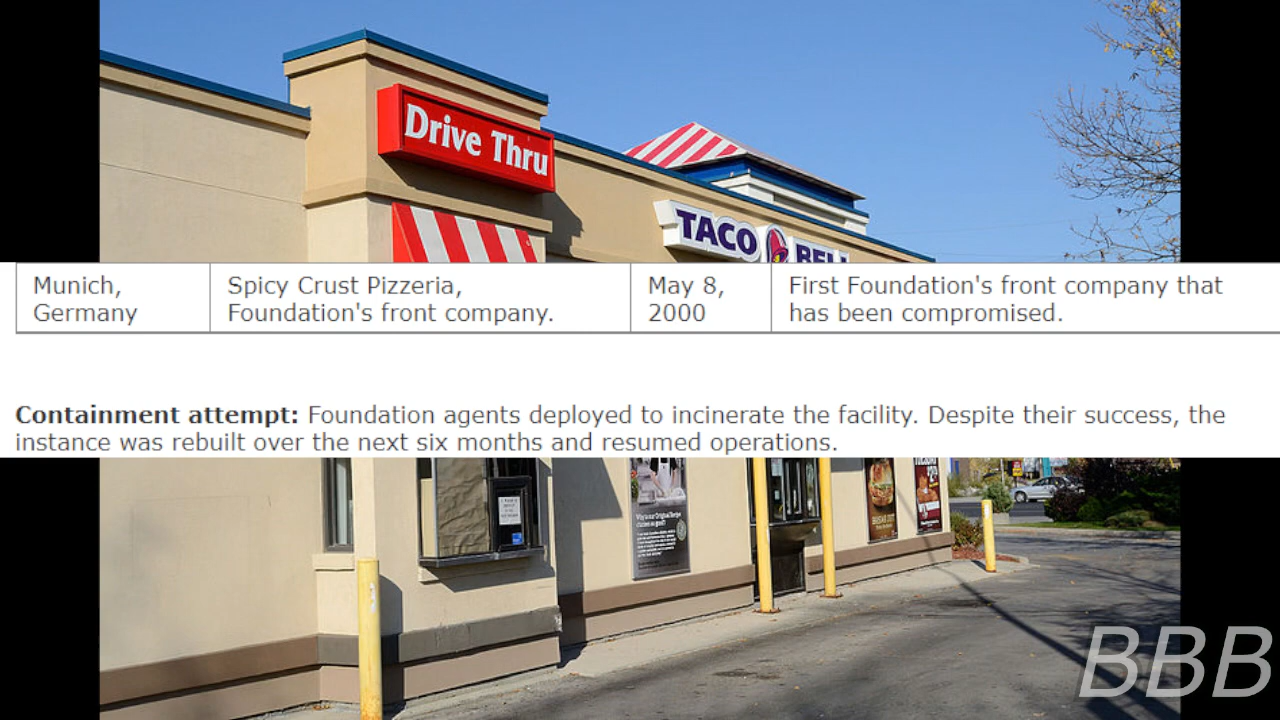 Drive Thru
TACO BELL
Munich,
Germany
Spicy Crust Pizzeria,
Foundation's front company.
May 8,
2000
First Foundation's front company that
has been compromised.
Containment attempt: Foundation agents deployed to incinerate the facility. Despite their success, the
instance was rebuilt over the next six months and resumed operations.
BBB